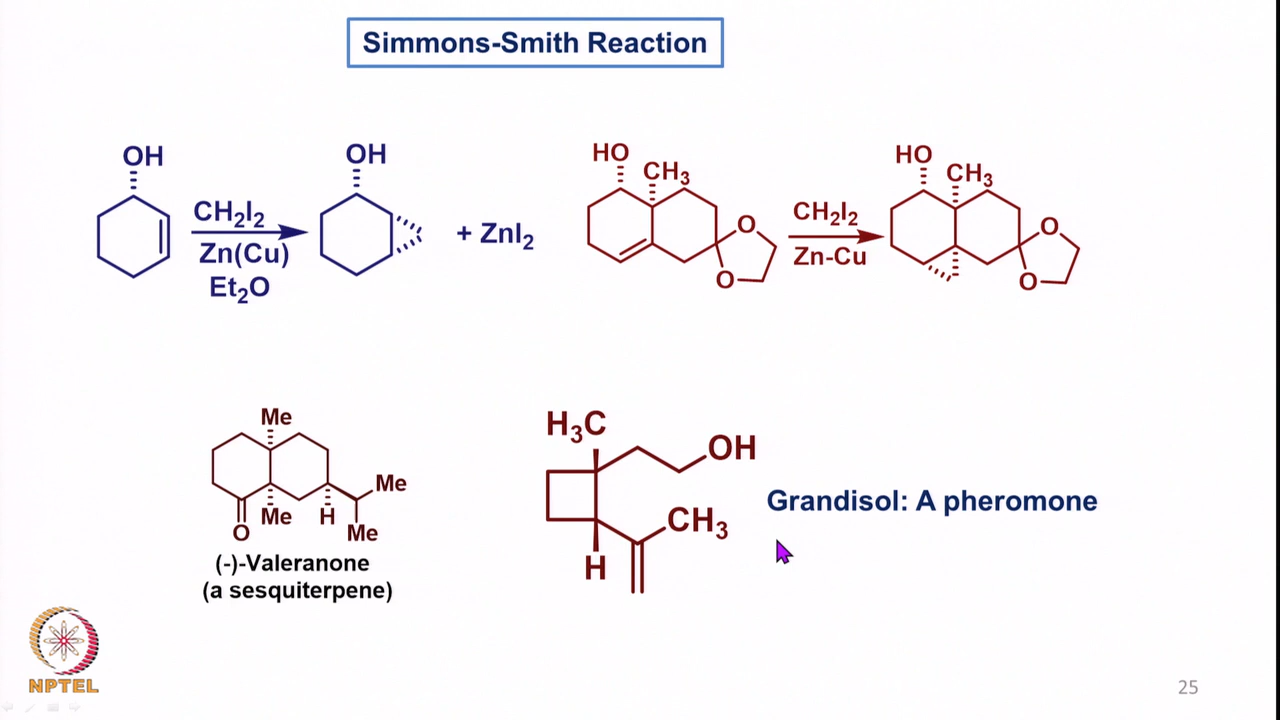 Simmons-Smith Reaction
OH
CH2I2
Zn(Cu)
Et2O
OH
+ ZnI2
HO
CH3
O
O
CH2I2
Zn-Cu
HO
CH3
O
O
Me
Me
Me
H
Me
O
(-)-Valeranone
(a sesquiterpene)
H3C
OH
CH3
H
Grandisol: A pheromone
NPTEL
25